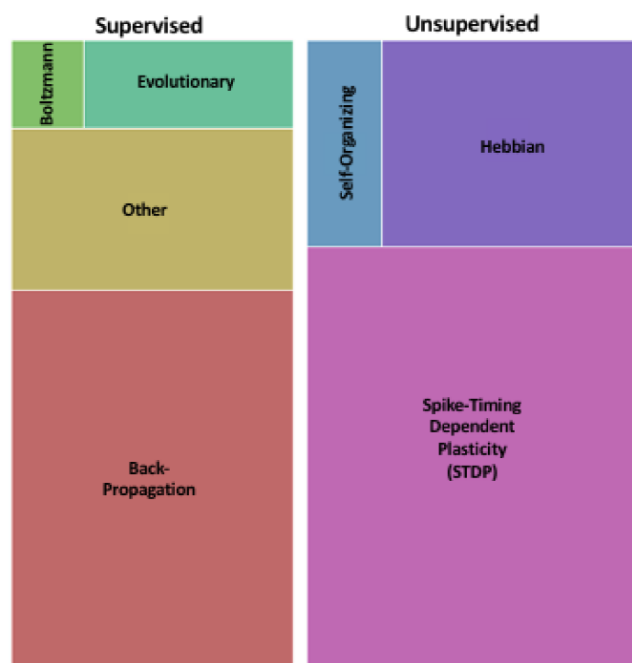 Supervised
Unsupervised
Boltzmann
Evolutionary
Self-Organizing
Hebbian
Other
Back-
Propagation
Spike-Timing
Dependent
Plasticity
(STDP)